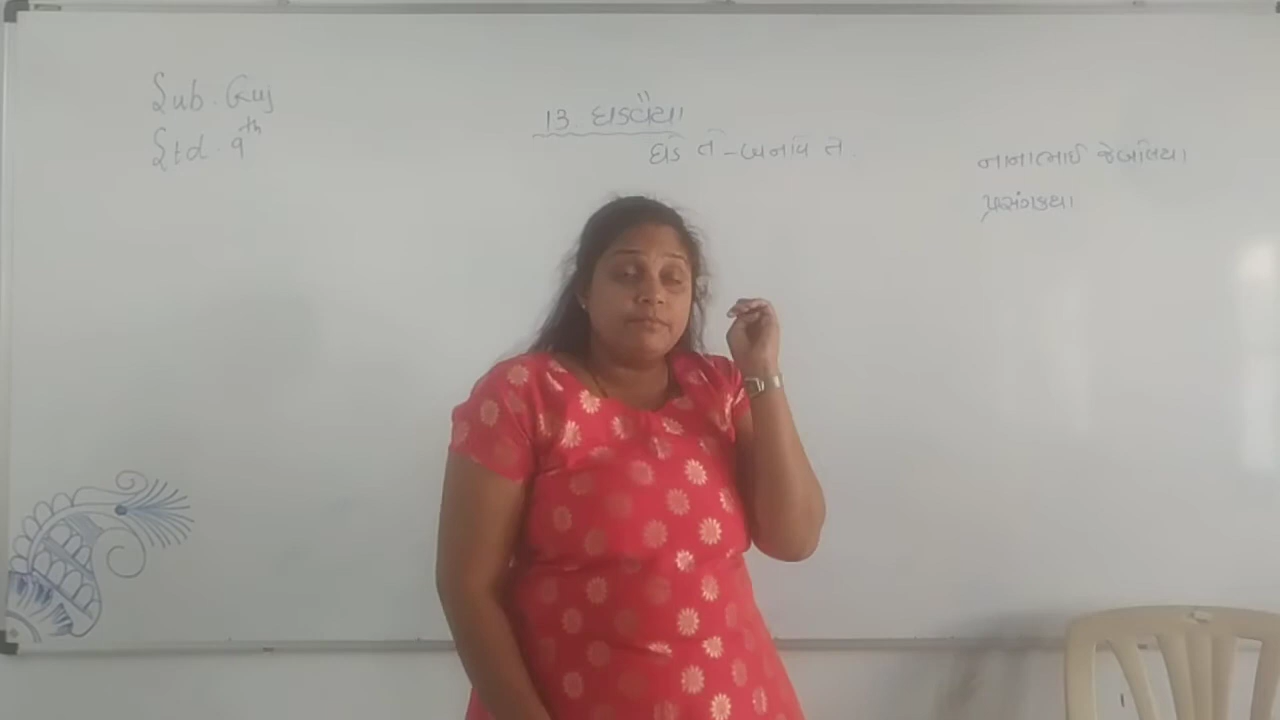 Sub. Guj
Std. 9th
13. ઘડવૈયા
ઘડે તે - બનાવે તે.
નાનાભાઈ જેબલિયા
પ્રસંગકથા